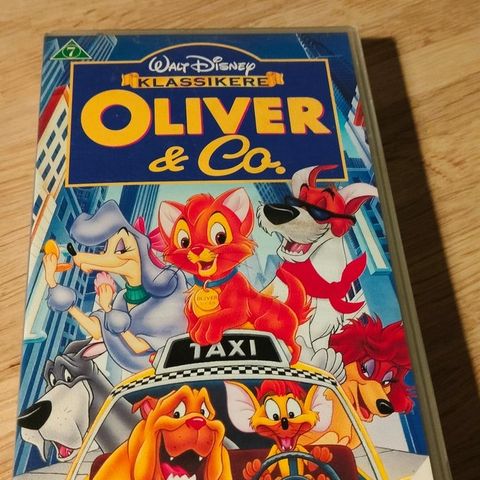 7
WALT DISNEY
KLASSIKERE
OLIVER
& CO.
OLIVER
TAXI